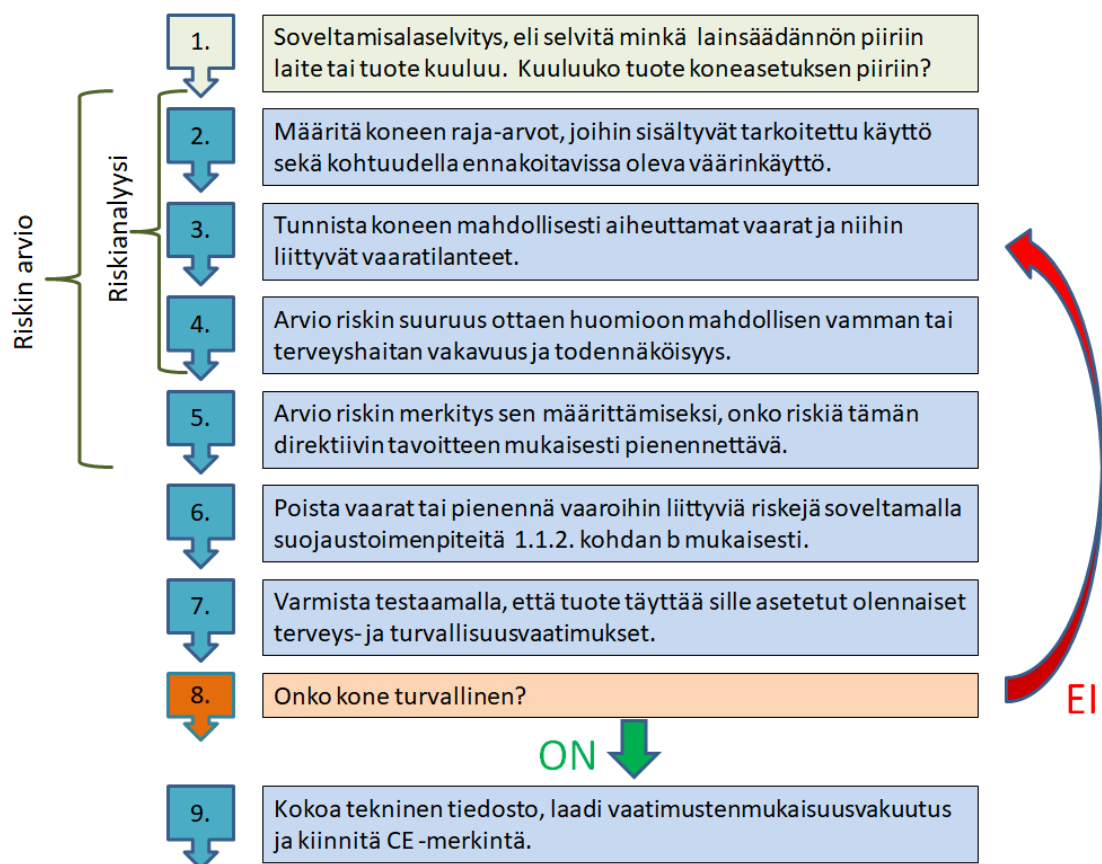 1.
Soveltamisalaselvitys, eli selvitä minkä lainsäädännön piiriin
laite tai tuote kuuluu. Kuuluuko tuote koneasetuksen piiriin?
Riskin arvio
Riskianalyysi
2.
Määritä koneen raja-arvot, joihin sisältyvät tarkoitettu käyttö
sekä kohtuudella ennakoitavissa oleva väärinkäyttö.
3.
Tunnista koneen mahdollisesti aiheuttamat vaarat ja niihin
liittyvät vaaratilanteet.
4.
Arvio riskin suuruus ottaen huomioon mahdollisen vamman tai
terveyshaitan vakavuus ja todennäköisyys.
5.
Arvio riskin merkitys sen määrittämiseksi, onko riskiä tämän
direktiivin tavoitteen mukaisesti pienennettävä.
6.
Poista vaarat tai pienennä vaaroihin liittyviä riskejä soveltamalla
suojaustoimenpiteitä 1.1.2. kohdan b mukaisesti.
7.
Varmista testaamalla, että tuote täyttää sille asetetut olennaiset
terveys- ja turvallisuusvaatimukset.
8.
Onko kone turvallinen?
EI
ON
9.
Kokoa tekninen tiedosto, laadi vaatimustenmukaisuusvakuutus
ja kiinnitä CE -merkintä.